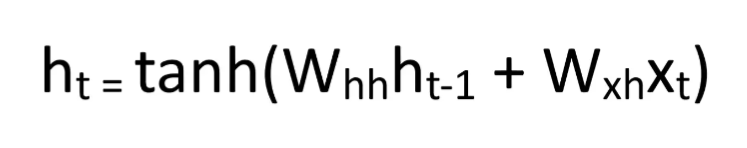 hₜ = tanh(Wₕₕhₜ₋₁ + Wₓₕxₜ)